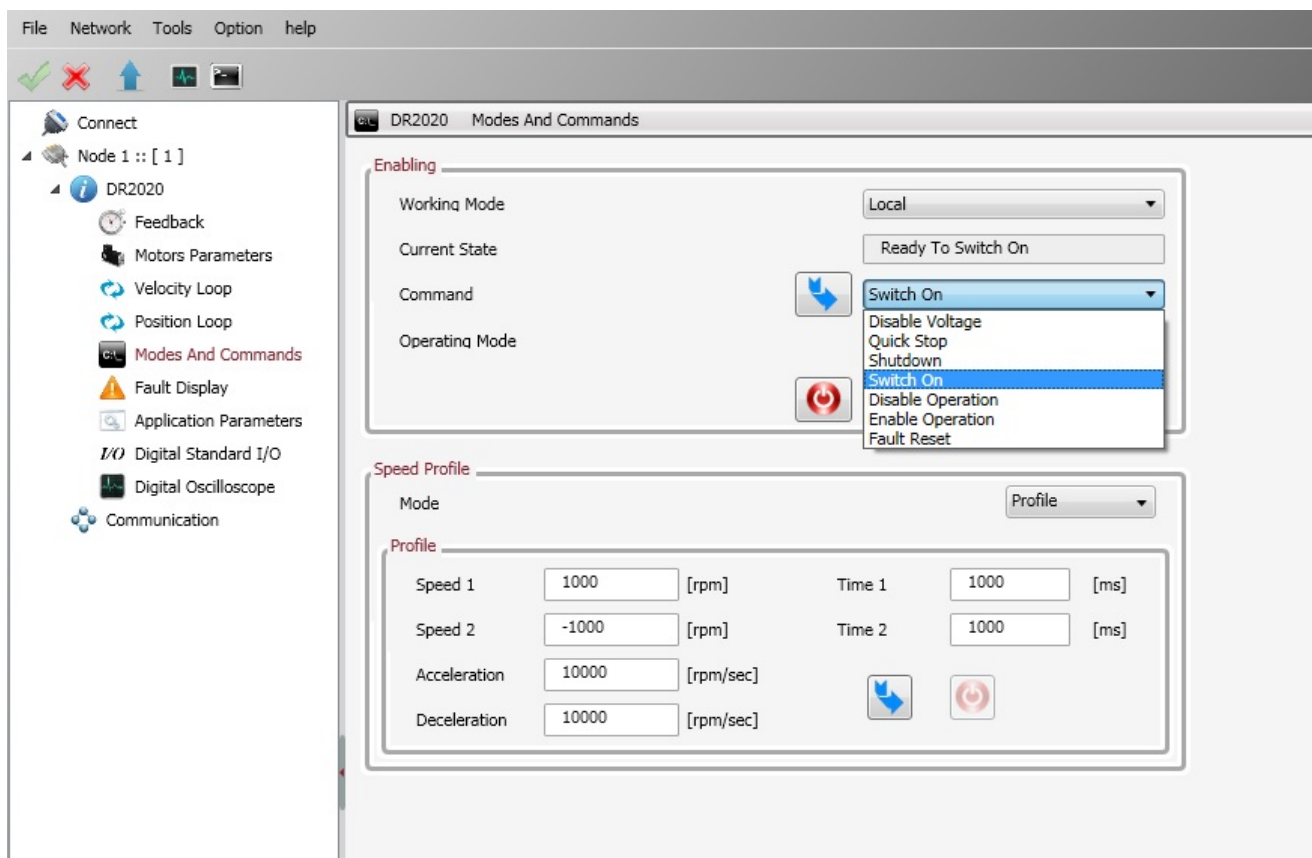 File Network Tools Option help
Connect
Node 1 :: [ 1 ]
DR2020
Feedback
Motors Parameters
Velocity Loop
Position Loop
C:\_ Modes And Commands
Fault Display
Application Parameters
I/O Digital Standard I/O
Digital Oscilloscope
Communication
C:\_ DR2020 Modes And Commands
Enabling
Working Mode Local
Current State Ready To Switch On
Command Switch On
Disable Voltage
Quick Stop
Shutdown
Switch On
Disable Operation
Enable Operation
Fault Reset
Operating Mode
Speed Profile
Mode Profile
Profile
Speed 1 1000 [rpm] Time 1 1000 [ms]
Speed 2 -1000 [rpm] Time 2 1000 [ms]
Acceleration 10000 [rpm/sec]
Deceleration 10000 [rpm/sec]